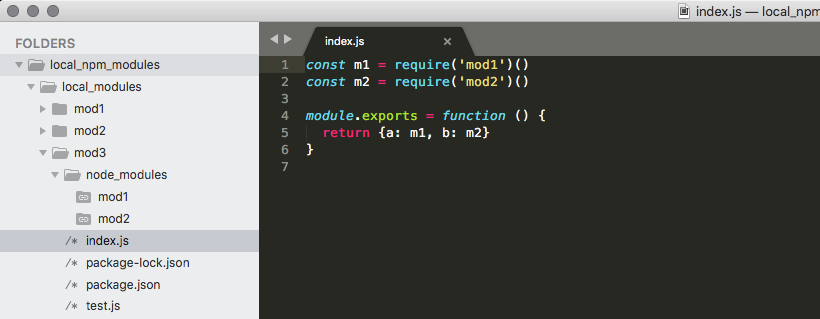 index.js — local_npm
FOLDERS
local_npm_modules
local_modules
mod1
mod2
mod3
node_modules
mod1
mod2
/* index.js
/* package-lock.json
/* package.json
/* test.js
index.js ×
1 const m1 = require('mod1')()
2 const m2 = require('mod2')()
3
4 module.exports = function () {
5   return {a: m1, b: m2}
6 }
7